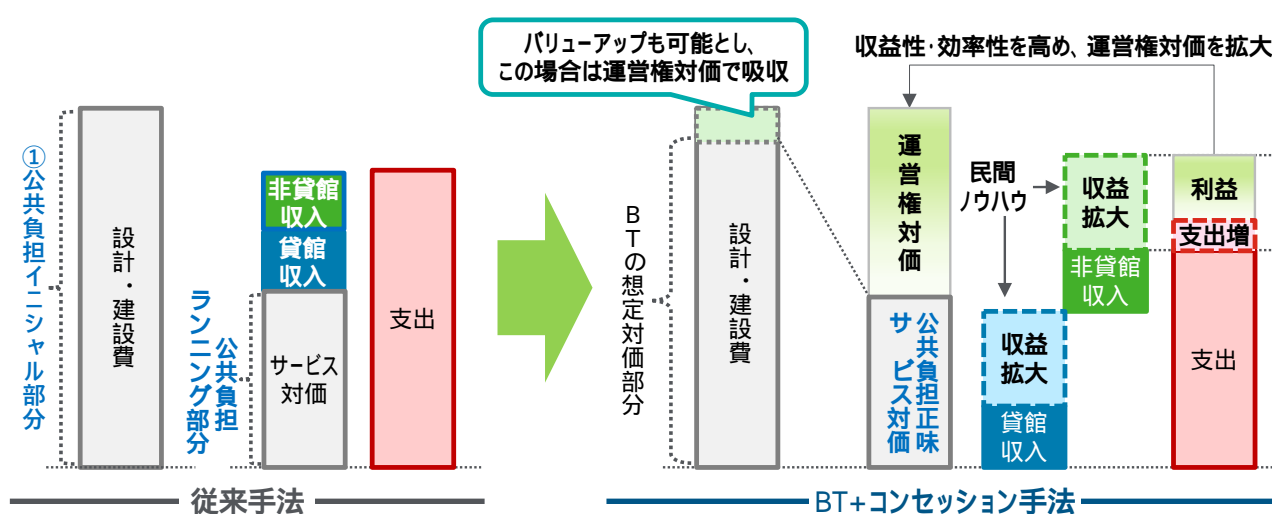 バリューアップも可能とし、
この場合は運営権対価で吸収
収益性・効率性を高め、運営権対価を拡大
①公共負担イニシャル部分
設計・建設費
公共負担
ランニング部分
非貸館
収入
貸館
収入
サービス
対価
支出
BTの想定対価部分
設計・建設費
運営権対価
公共負担正味
サ ビス対価
民間
ノウハウ
収益
拡大
貸館
収入
収益
拡大
非貸館
収入
利益
支出増
支出
従来手法
BT+コンセッション手法